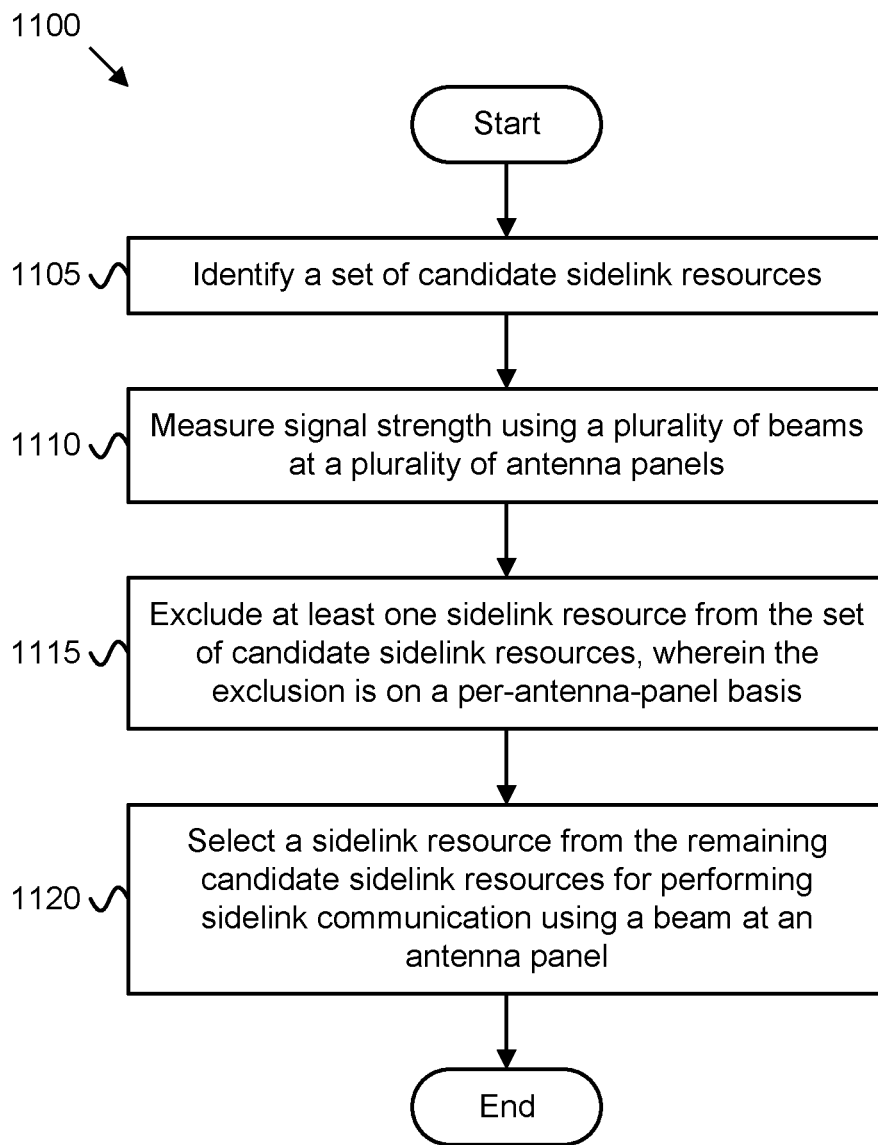 1100
Start
1105
Identify a set of candidate sidelink resources
1110
Measure signal strength using a plurality of beams
at a plurality of antenna panels
1115
Exclude at least one sidelink resource from the set
of candidate sidelink resources, wherein the
exclusion is on a per-antenna-panel basis
1120
Select a sidelink resource from the remaining
candidate sidelink resources for performing
sidelink communication using a beam at an
antenna panel
End